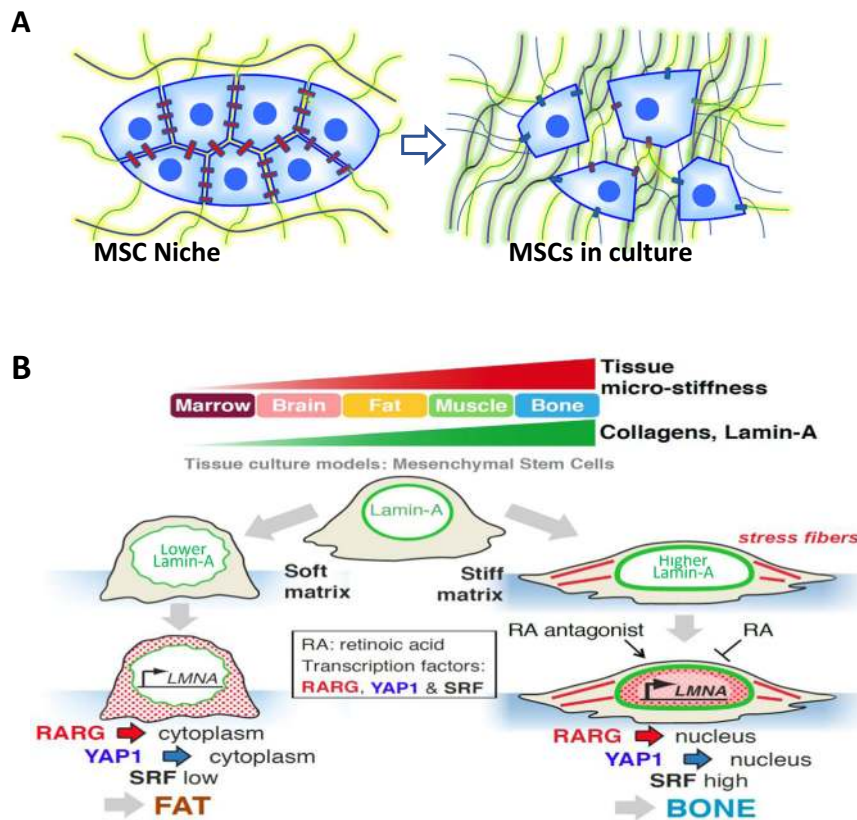 A
MSC Niche
MSCs in culture
B
Tissue
micro-stiffness
Marrow Brain Fat Muscle Bone
Collagens, Lamin-A
Tissue culture models: Mesenchymal Stem Cells
Lamin-A
stress fibers
Lower
Lamin-A
Soft
matrix
Stiff
matrix
Higher
Lamin-A
RA antagonist
RA
RA: retinoic acid
Transcription factors:
RARG, YAP1 & SRF
LMNA
LMNA
RARG cytoplasm
YAP1 cytoplasm
SRF low
FAT
RARG nucleus
YAP1 nucleus
SRF high
BONE